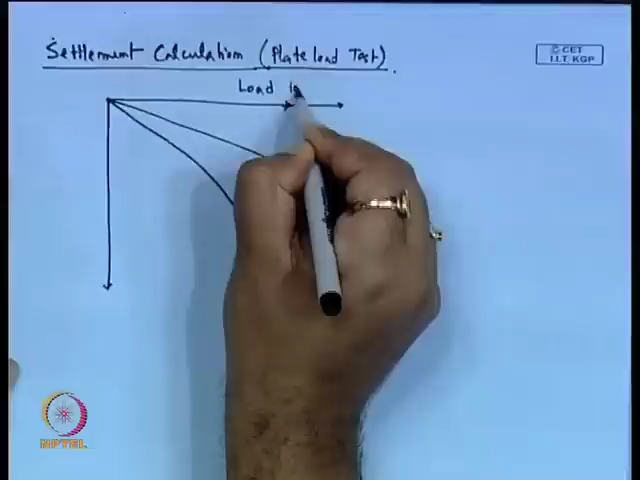 Settlement Calculation (Plate load Test).
© CET
I.I.T. KGP
Load
NPTEL